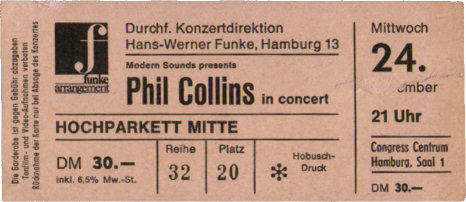 Die Garderobe ist gegen Gebühr abzugeben
Tonfilm- und Video-Aufnahmen verboten
Rücknahme der Karte nur bei Absage des Konzertes
f
funke
arrangement
Durchf. Konzertdirektion
Hans-Werner Funke, Hamburg 13
Modern Sounds presents
Phil Collins in concert
HOCHPARKETT MITTE
DM 30.—
inkl. 6,5% Mw.-St.
Reihe
32
Platz
20
✻
Hobusch-
Druck
Mittwoch
24.
ember
21 Uhr
Congress Centrum
Hamburg, Saal 1
DM 30.—